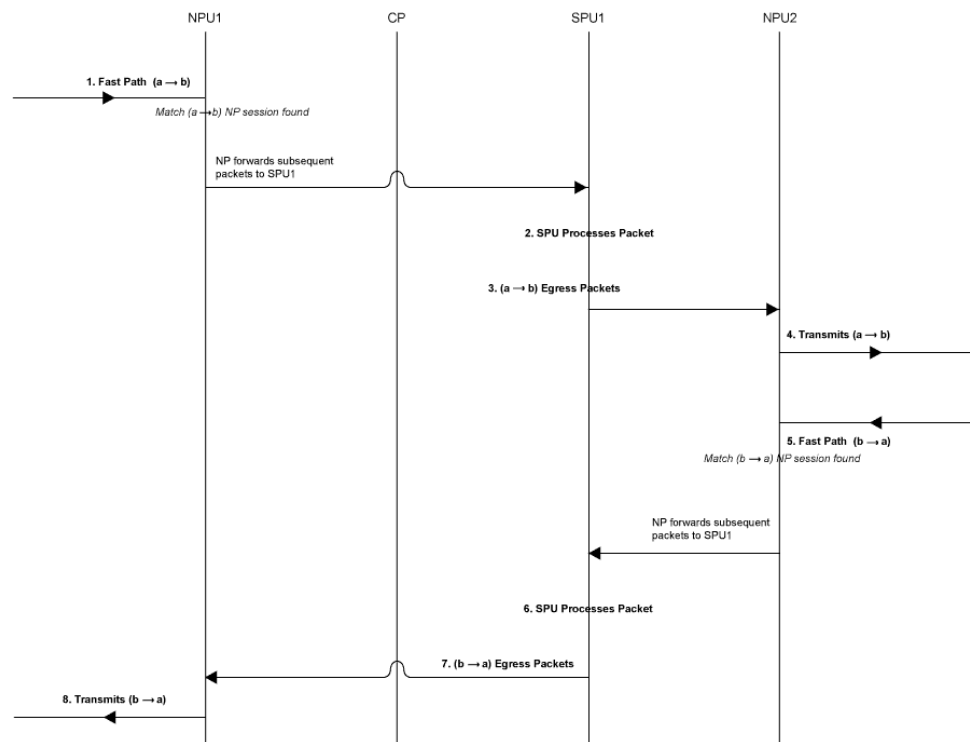 NPU1 CP SPU1 NPU2
1. Fast Path (a → b)
Match (a → b) NP session found
NP forwards subsequent
packets to SPU1
2. SPU Processes Packet
3. (a → b) Egress Packets
4. Transmits (a → b)
5. Fast Path (b → a)
Match (b → a) NP session found
NP forwards subsequent
packets to SPU1
6. SPU Processes Packet
7. (b → a) Egress Packets
8. Transmits (b → a)